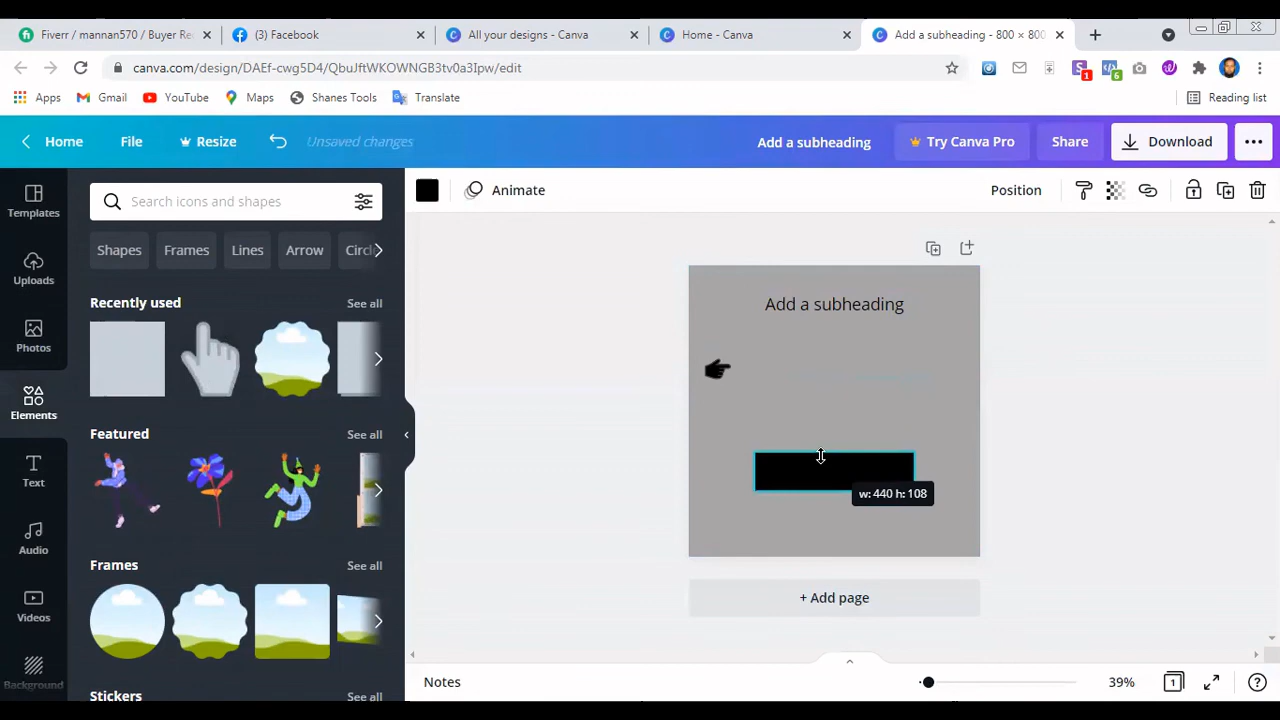 Fiverr / mannan570 / Buyer Re
(3) Facebook
All your designs - Canva
Home - Canva
Add a subheading - 800 × 800
canva.com/design/DAEf-cwg5D4/QbuJftWKOWNGB3tv0a3Ipw/edit
1
6
Apps
Gmail
YouTube
Maps
Shanes Tools
Translate
Reading list
Home
File
Resize
Unsaved changes
Add a subheading
Try Canva Pro
Share
Download
Templates
Uploads
Photos
Elements
Text
Audio
Videos
Background
Search icons and shapes
Shapes
Frames
Lines
Arrow
Circl
Recently used
See all
Featured
See all
Frames
See all
Stickers
See all
Animate
Position
Add a subheading
w: 440 h: 108
+ Add page
Notes
39%
1